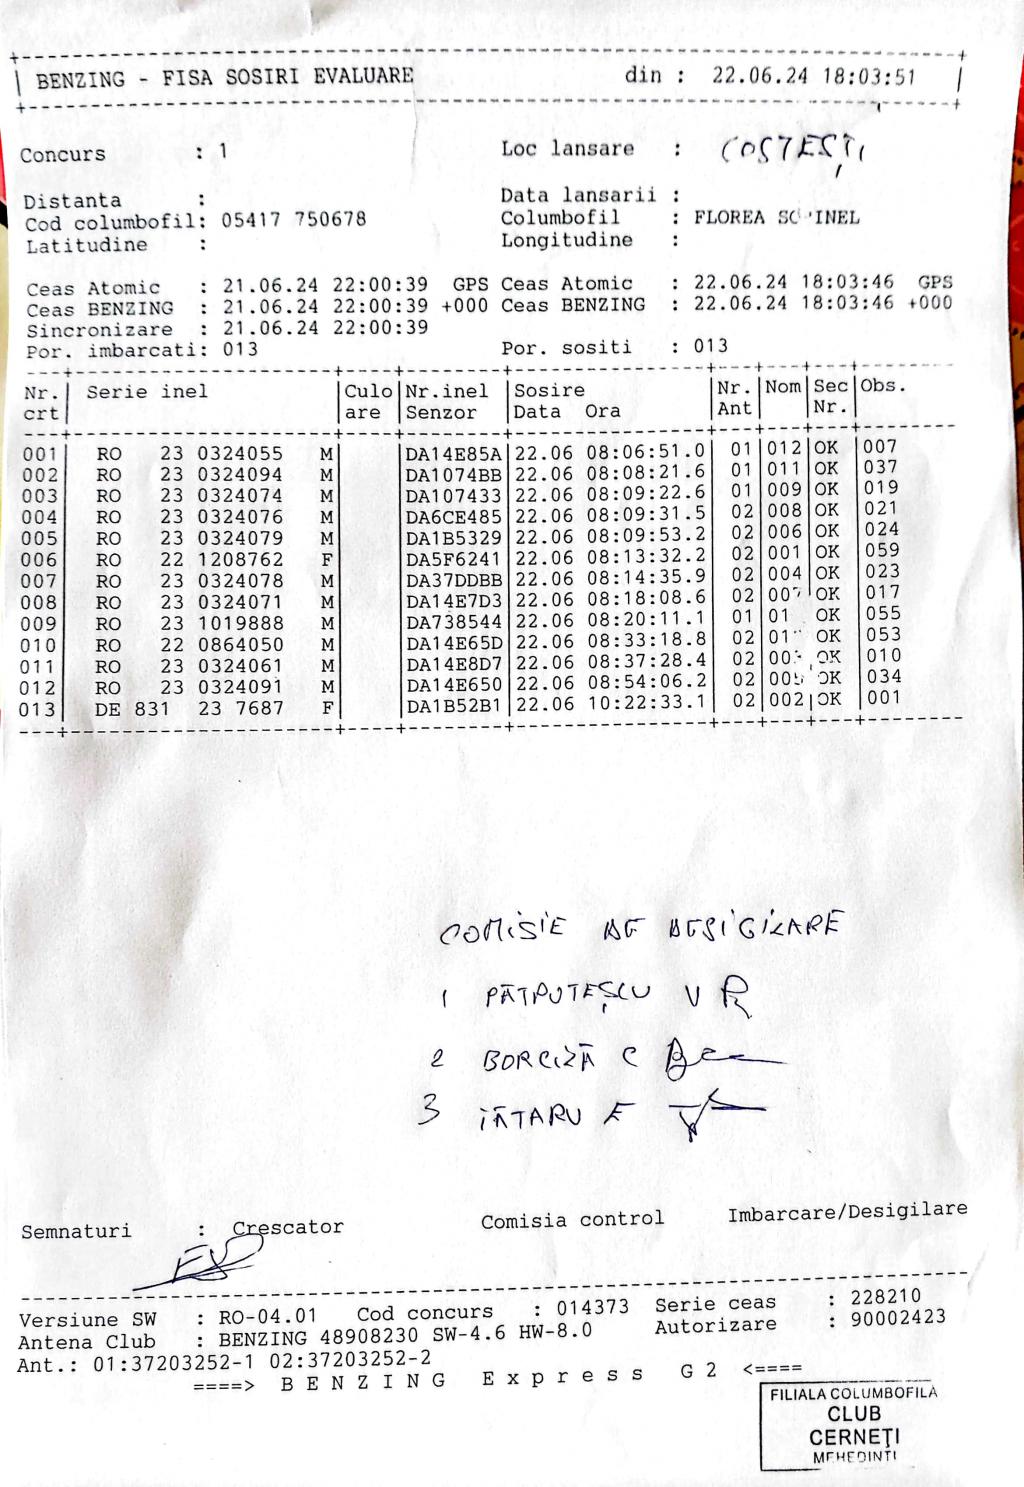 BENZING - FISA SOSIRI EVALUARE din : 22.06.24 18:03:51
Concurs : 1 Loc lansare : COSTEȘTI
Distanta : Data lansarii :
Cod columbofil: 05417 750678 Columbofil : FLOREA
Latitudine : Longitudine :
Ceas Atomic : 21.06.24 22:00:39 GPS Ceas Atomic : 22.06.24 18:03:46 GPS
Ceas BENZING : 21.06.24 22:00:39 +000 Ceas BENZING : 22.06.24 18:03:46 +000
Sincronizare : 21.06.24 22:00:39
Por. imbarcati: 013 Por. sositi : 013
Nr. Serie inel Culo Nr.inel Sosire Nr. Nom Sec Obs.
crt are Senzor Data Ora Ant Nr.
001 RO 23 0324055 M DA14E85A 22.06 08:06:51.0 01 012 OK 007
002 RO 23 0324094 M DA1074BB 22.06 08:08:21.6 01 011 OK 037
003 RO 23 0324074 M DA107433 22.06 08:09:22.6 01 009 OK 019
004 RO 23 0324076 M DA6CE485 22.06 08:09:31.5 02 008 OK 021
005 RO 23 0324079 M DA1B5329 22.06 08:09:53.2 02 006 OK 024
006 RO 22 1208762 F DA5F6241 22.06 08:13:32.2 02 001 OK 059
007 RO 23 0324078 M DA37DDBB 22.06 08:14:35.9 02 004 OK 023
008 RO 23 0324071 M DA14E7D3 22.06 08:18:08.6 02 OK 017
009 RO 23 1019888 M DA738544 22.06 08:20:11.1 01 OK 055
010 RO 22 0864050 M DA14E65D 22.06 08:33:18.8 02 OK 053
011 RO 23 0324061 M DA14E8D7 22.06 08:37:28.4 02 OK 010
012 RO 23 0324091 M DA14E650 22.06 08:54:06.2 02 005 OK 034
013 DE 831 23 7687 F DA1B52B1 22.06 10:22:33.1 02 002 OK 001
COMISIE DE DESIGILARE
1 PĂTRUȚESCU V
2 BORCIZĂ C
3 TĂTARU E
Semnaturi : Crescator Comisia control Imbarcare/Desigilare
Versiune SW : RO-04.01 Cod concurs : 014373 Serie ceas : 228210
Antena Club : BENZING 48908230 SW-4.6 HW-8.0 Autorizare : 90002423
Ant.: 01:37203252-1 02:37203252-2
====> B E N Z I N G E x p r e s s G 2 <====
FILIALA COLUMBOFILĂ
CLUB
CERNEȚI
MEHEDINȚI